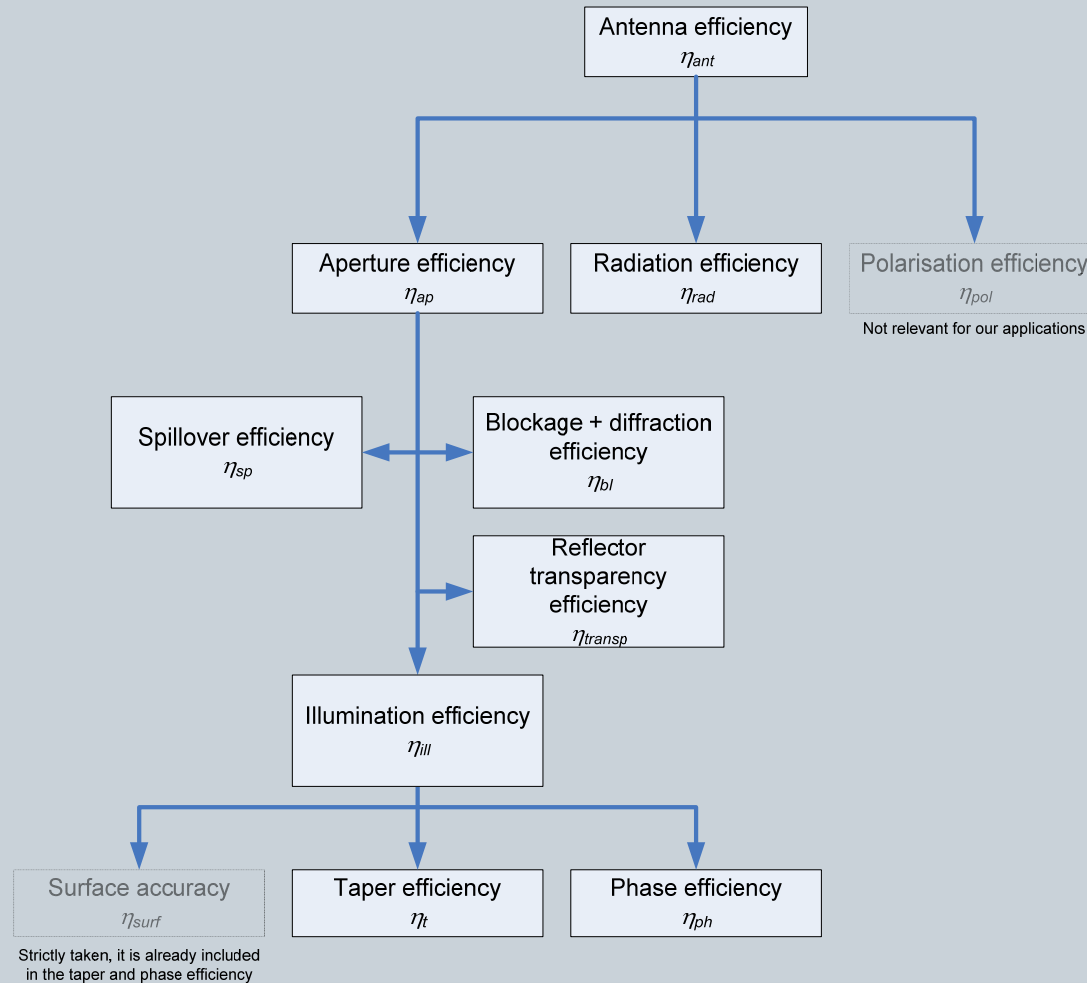 Antenna efficiency
ηant
Aperture efficiency
ηap
Radiation efficiency
ηrad
Polarisation efficiency
ηpol
Not relevant for our applications
Spillover efficiency
ηsp
Blockage + diffraction
efficiency
ηbl
Reflector
transparency
efficiency
ηtransp
Illumination efficiency
ηill
Surface accuracy
ηsurf
Strictly taken, it is already included
in the taper and phase efficiency
Taper efficiency
ηt
Phase efficiency
ηph